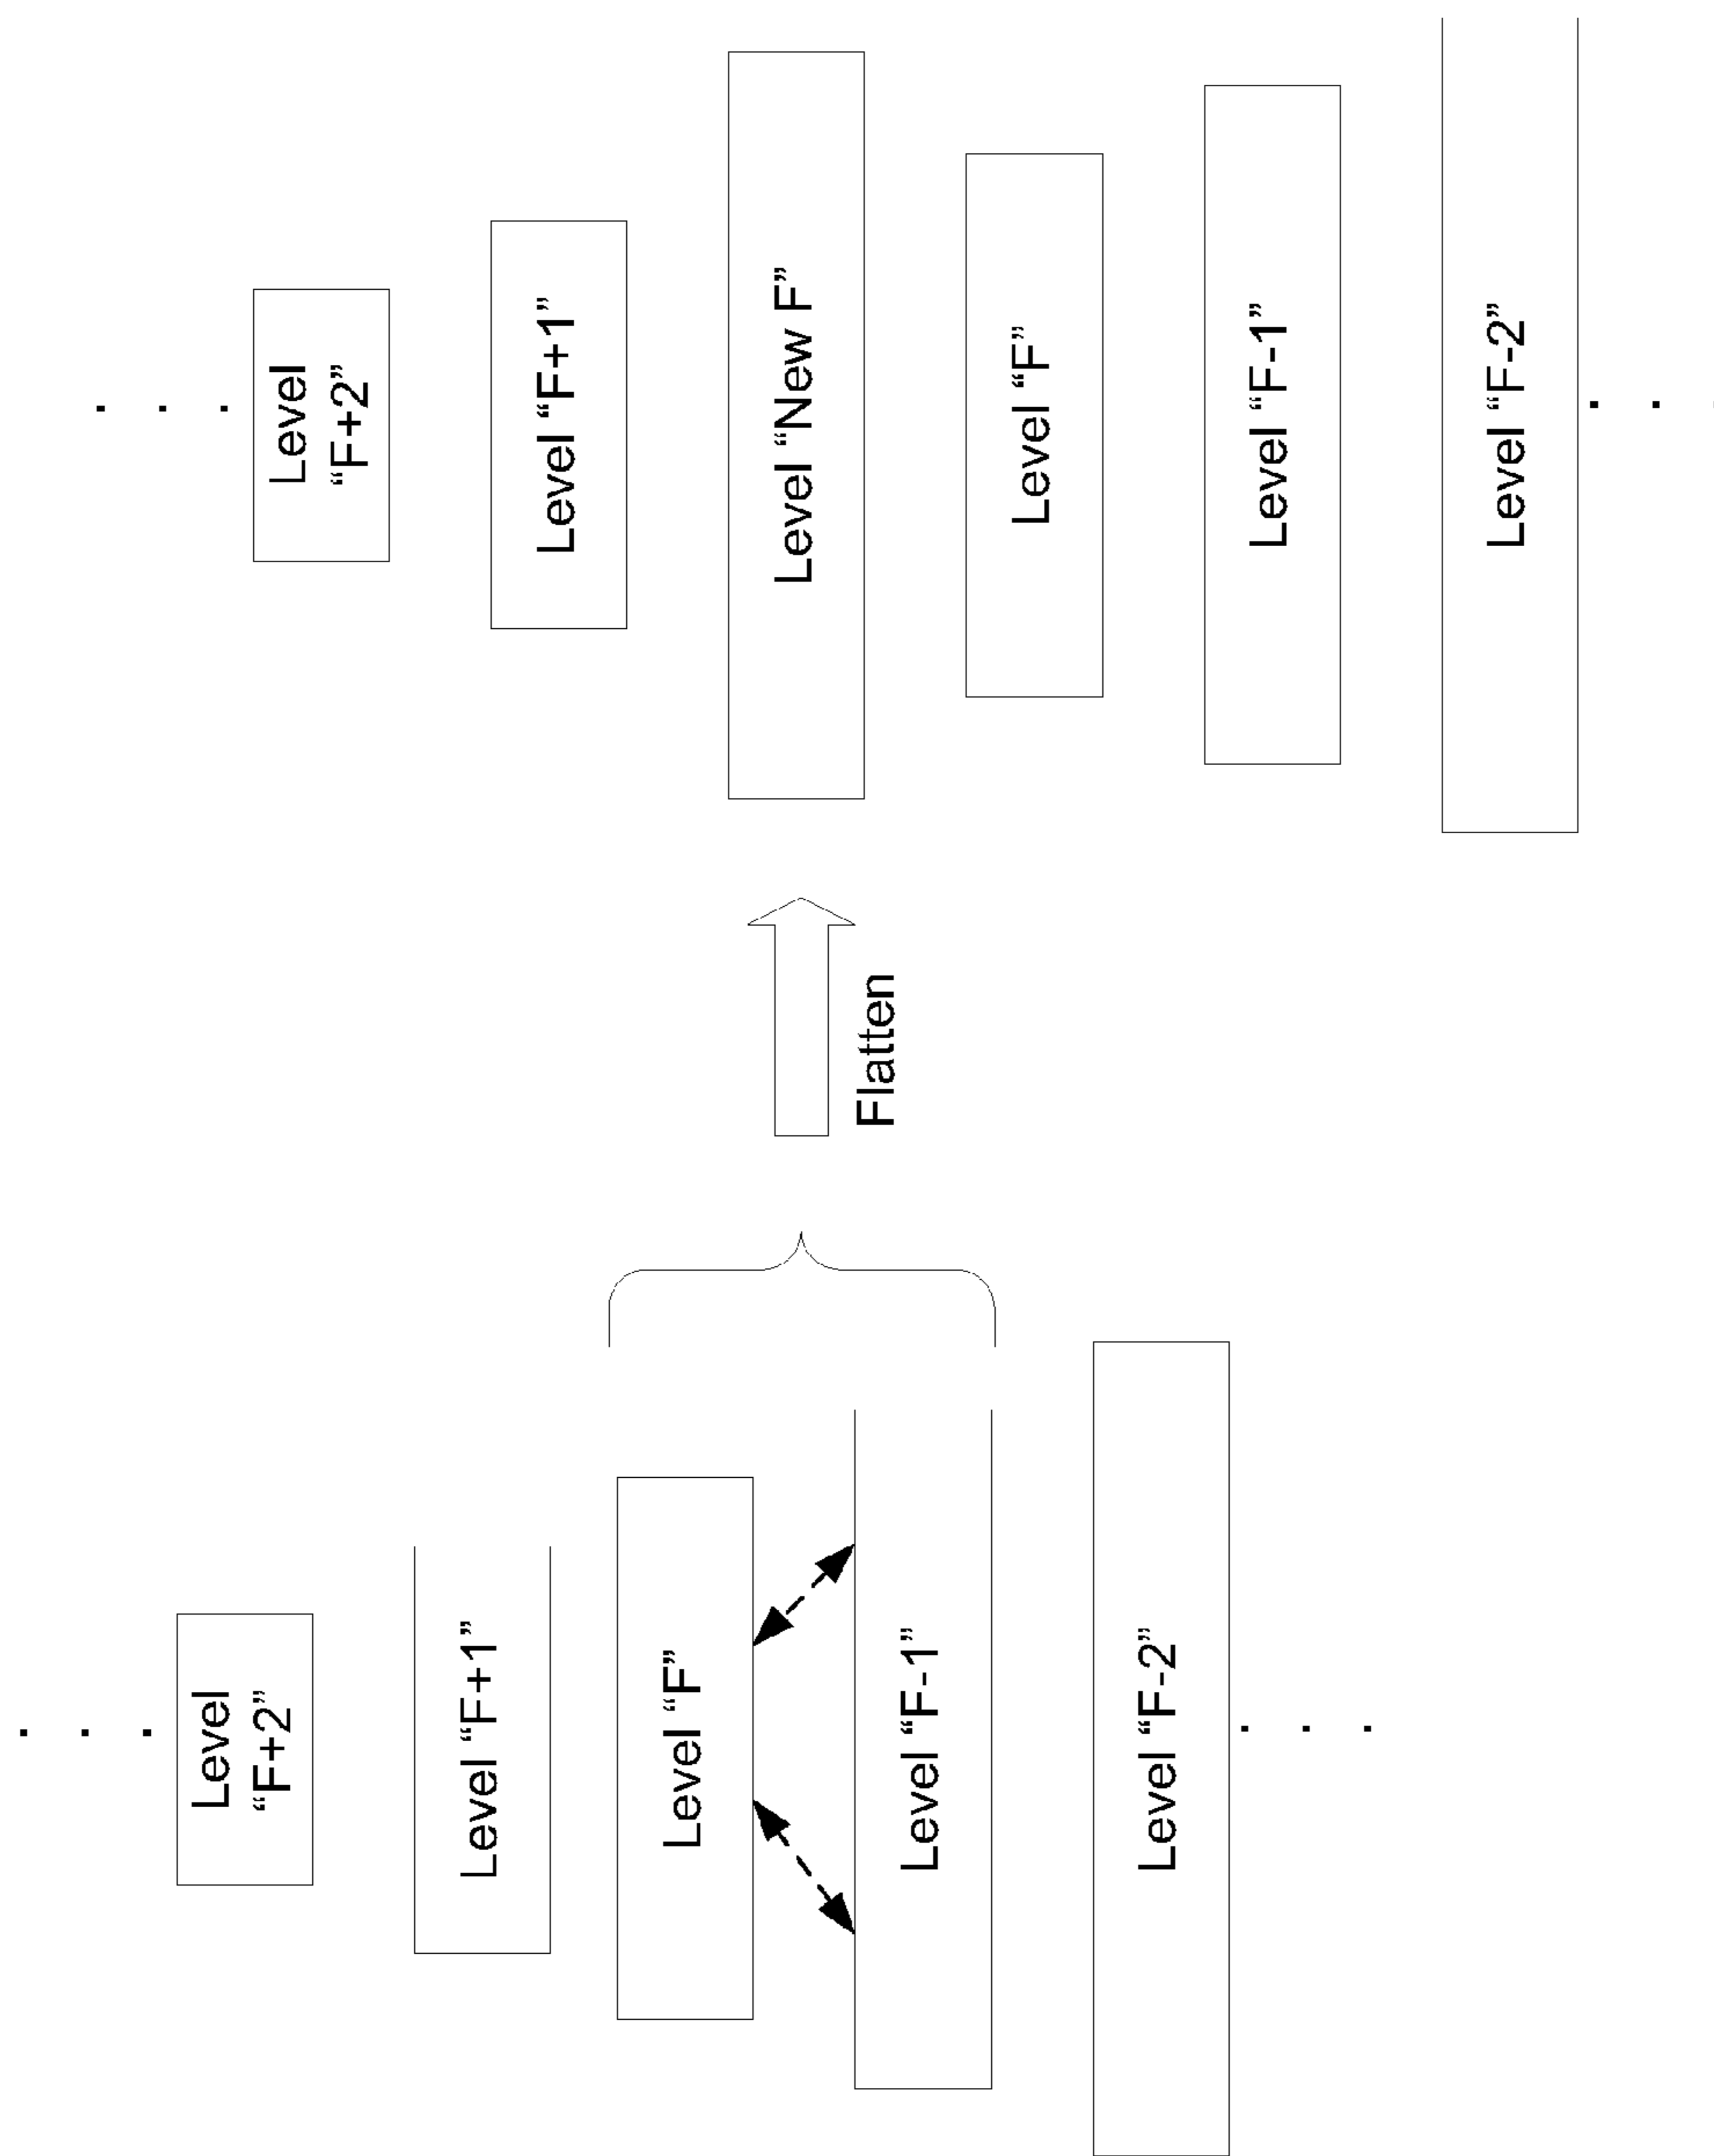 Level
“F+2”
Level “F+1”
Level “F”
Level “F-1”
Level “F-2”
Flatten
Level
“F+2”
Level “F+1”
Level “New F”
Level “F”
Level “F-1”
Level “F-2”